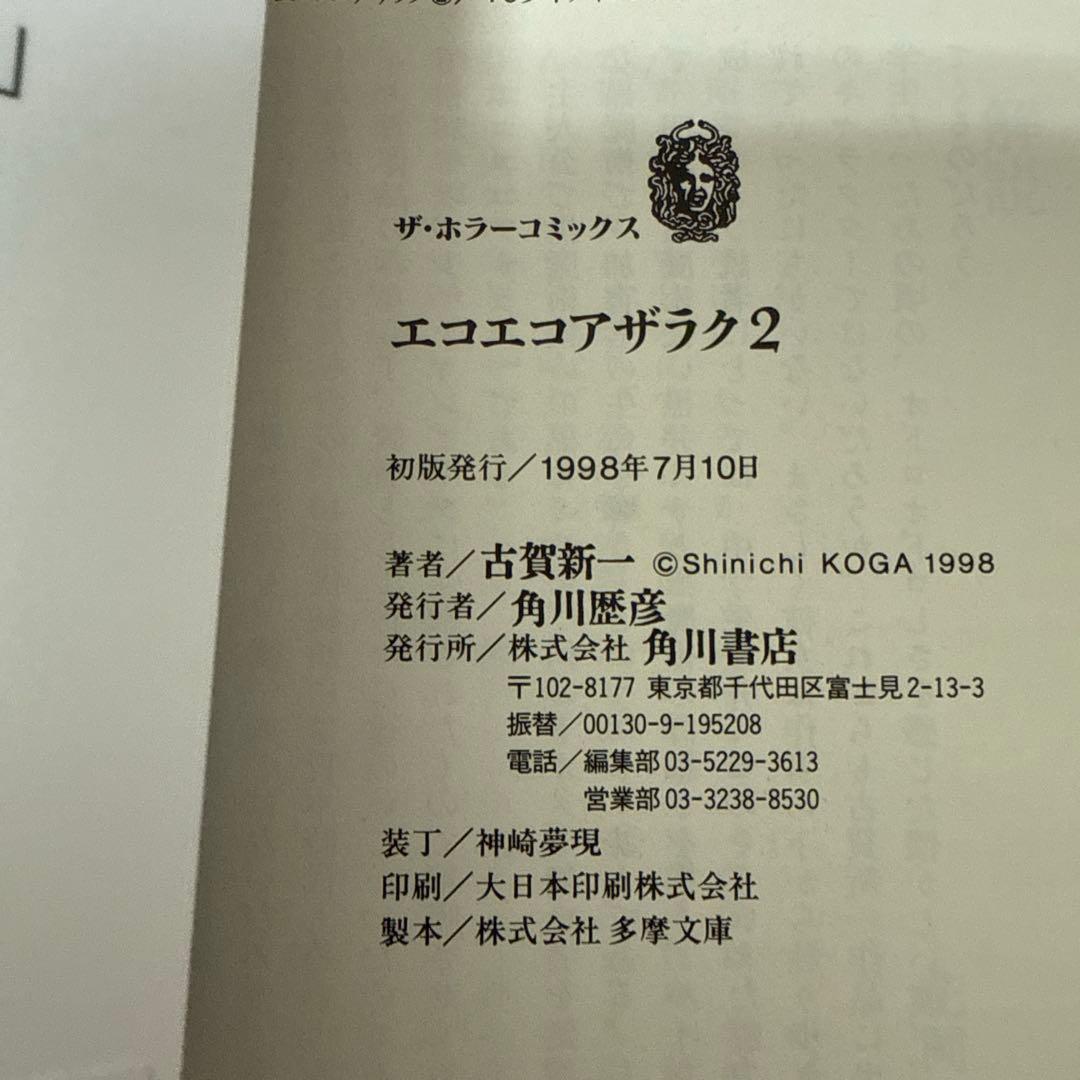 ザ・ホラーコミックス
エコエコアザラク2
初版発行／1998年7月10日
著者／古賀新一 ©Shinichi KOGA 1998
発行者／角川歴彦
発行所／株式会社 角川書店
〒102-8177 東京都千代田区富士見2-13-3
振替／00130-9-195208
電話／編集部03-5229-3613
営業部03-3238-8530
装丁／神崎夢現
印刷／大日本印刷株式会社
製本／株式会社 多摩文庫